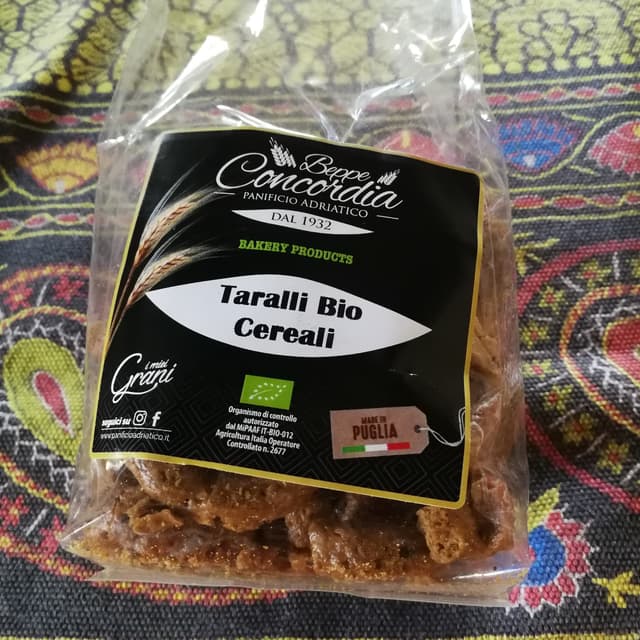 Beppe
Concordia
PANIFICIO ADRIATICO
DAL 1932
BAKERY PRODUCTS
Taralli Bio
Cereali
i miei
Grani
seguici su
www.panificioadriatico.it
Organismo di controllo
autorizzato
dal MiPAAF IT-BIO-012
Agricoltura Italia Operatore
Controllato n. 2677
MADE IN
PUGLIA